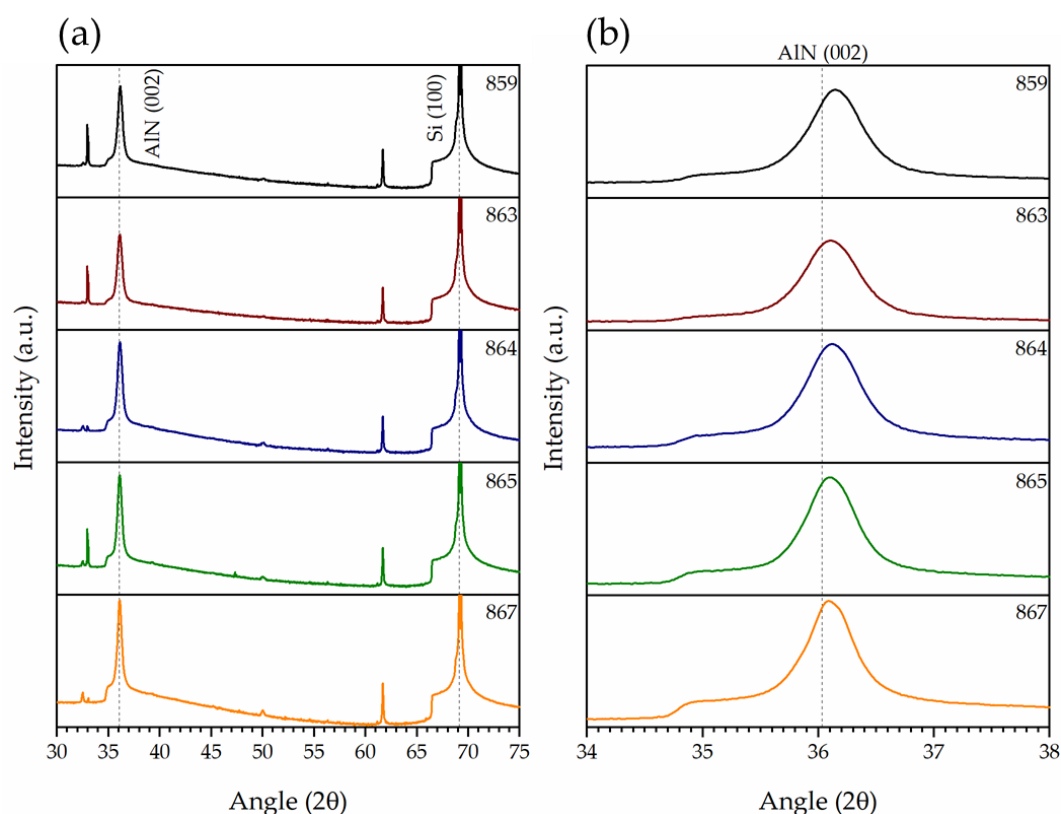 (a)
AlN (002)
Si (100)
859
863
864
865
867
Intensity (a.u.)
30 35 40 45 50 55 60 65 70 75
Angle (2θ)
(b)
AlN (002)
859
863
864
865
867
Intensity (a.u.)
34 35 36 37 38
Angle (2θ)